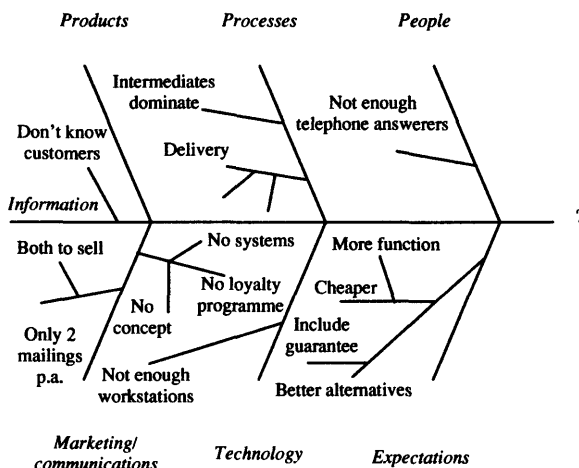 Products
Processes
People
Intermediates
dominate
Not enough
telephone answerers
Don't know
customers
Delivery
Information
?
Both to sell
No systems
More function
No loyalty
programme
Cheaper
No
concept
Include
guarantee
Only 2
mailings
p.a.
Not enough
workstations
Better alternatives
Marketing/
communications
Technology
Expectations